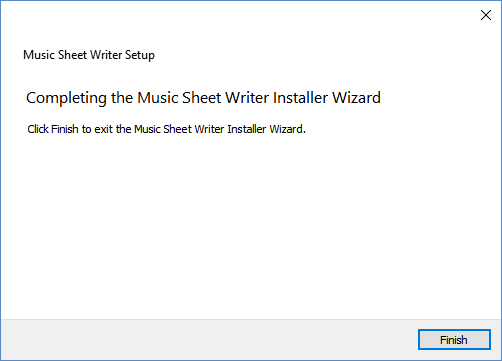 Music Sheet Writer Setup
Completing the Music Sheet Writer Installer Wizard
Click Finish to exit the Music Sheet Writer Installer Wizard.
Finish